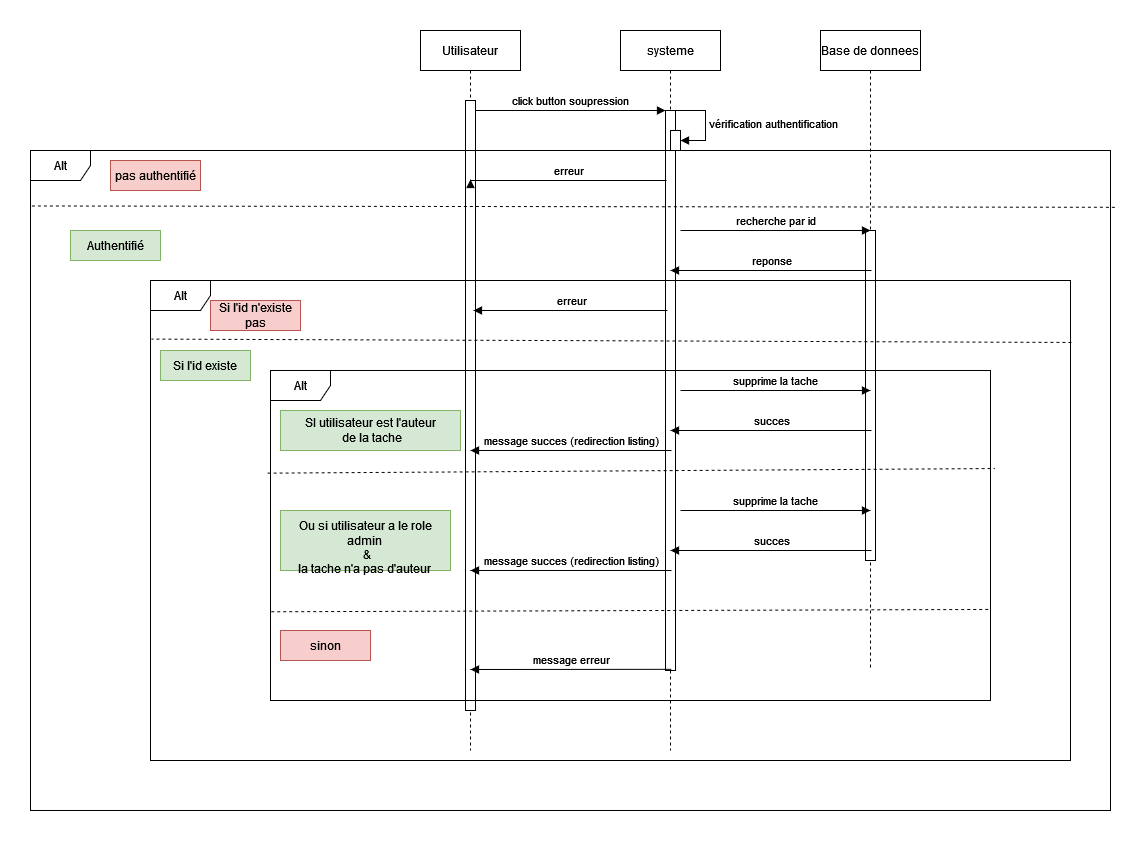 Utilisateur
systeme
Base de donnees
click button soupression
vérification authentification
Alt
pas authentifié
erreur
recherche par id
Authentifié
reponse
Alt
Si l'id n'existe
pas
erreur
Si l'id existe
Alt
supprime la tache
SI utilisateur est l'auteur
de la tache
succes
message succes (redirection listing)
supprime la tache
Ou si utilisateur a le role
admin
&
la tache n'a pas d'auteur
succes
message succes (redirection listing)
sinon
message erreur